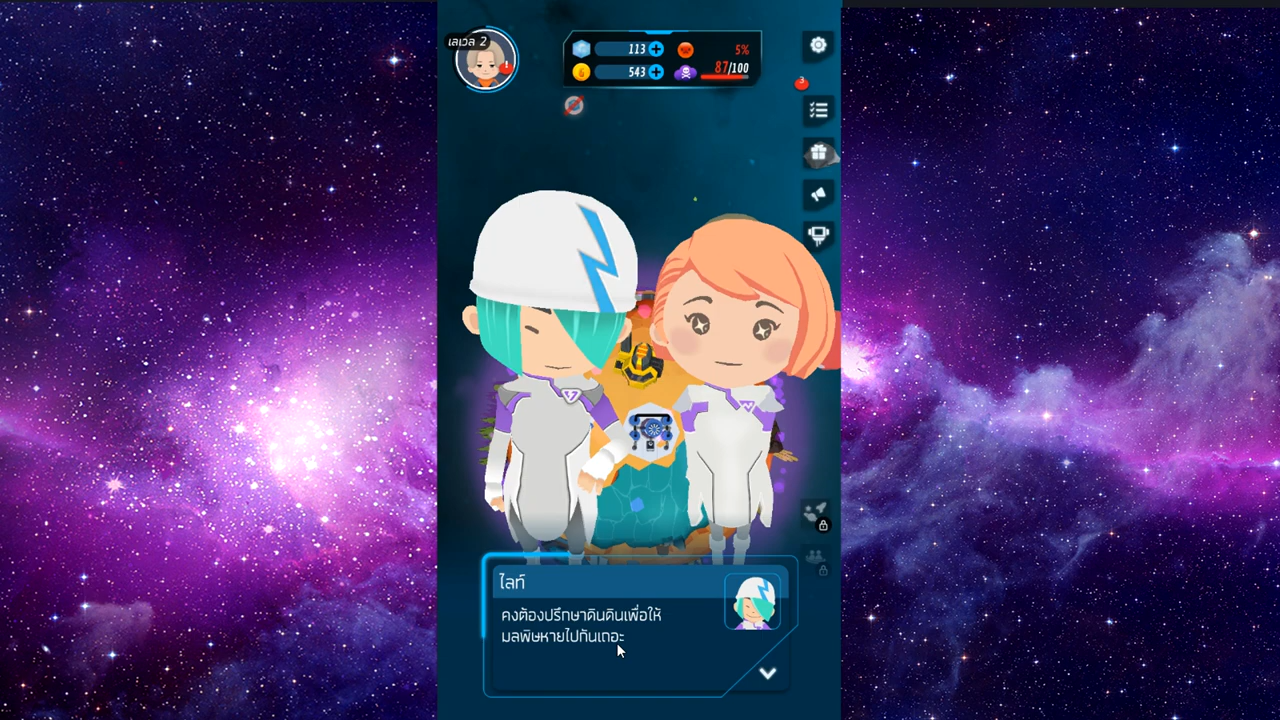 เลเวล 2
113
5%
543
87/100
3
ไลท์
คงต้องปรึกษาดินดินเพื่อให้
มลพิษหายไปกันเถอะ